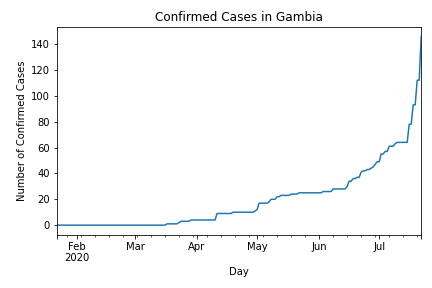 Confirmed Cases in Gambia
Number of Confirmed Cases
140
120
100
80
60
40
20
0
Feb Mar Apr May Jun Jul
2020
Day